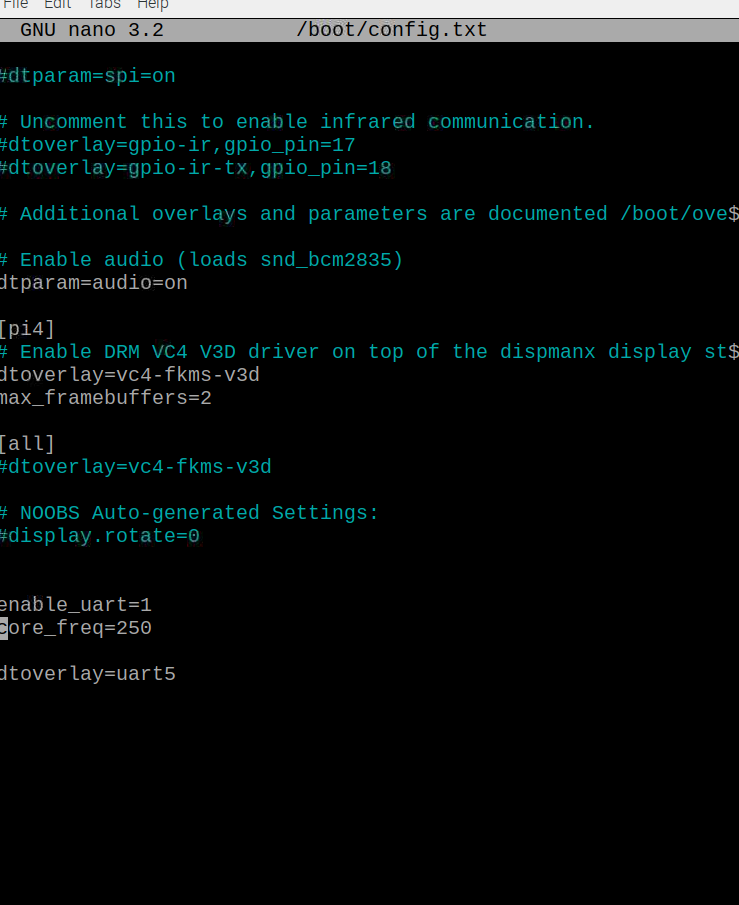 File Edit Tabs Help
GNU nano 3.2 /boot/config.txt
#dtparam=spi=on
# Uncomment this to enable infrared communication.
#dtoverlay=gpio-ir,gpio_pin=17
#dtoverlay=gpio-ir-tx,gpio_pin=18
# Additional overlays and parameters are documented /boot/ove$
# Enable audio (loads snd_bcm2835)
dtparam=audio=on
[pi4]
# Enable DRM VC4 V3D driver on top of the dispmanx display st$
dtoverlay=vc4-fkms-v3d
max_framebuffers=2
[all]
#dtoverlay=vc4-fkms-v3d
# NOOBS Auto-generated Settings:
#display.rotate=0
enable_uart=1
core_freq=250
dtoverlay=uart5